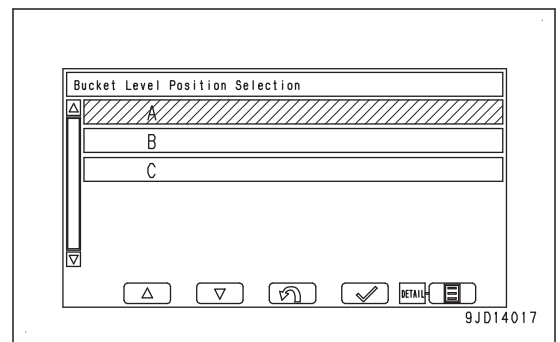 Bucket Level Position Selection
A
B
C
DETAIL
9JD14017